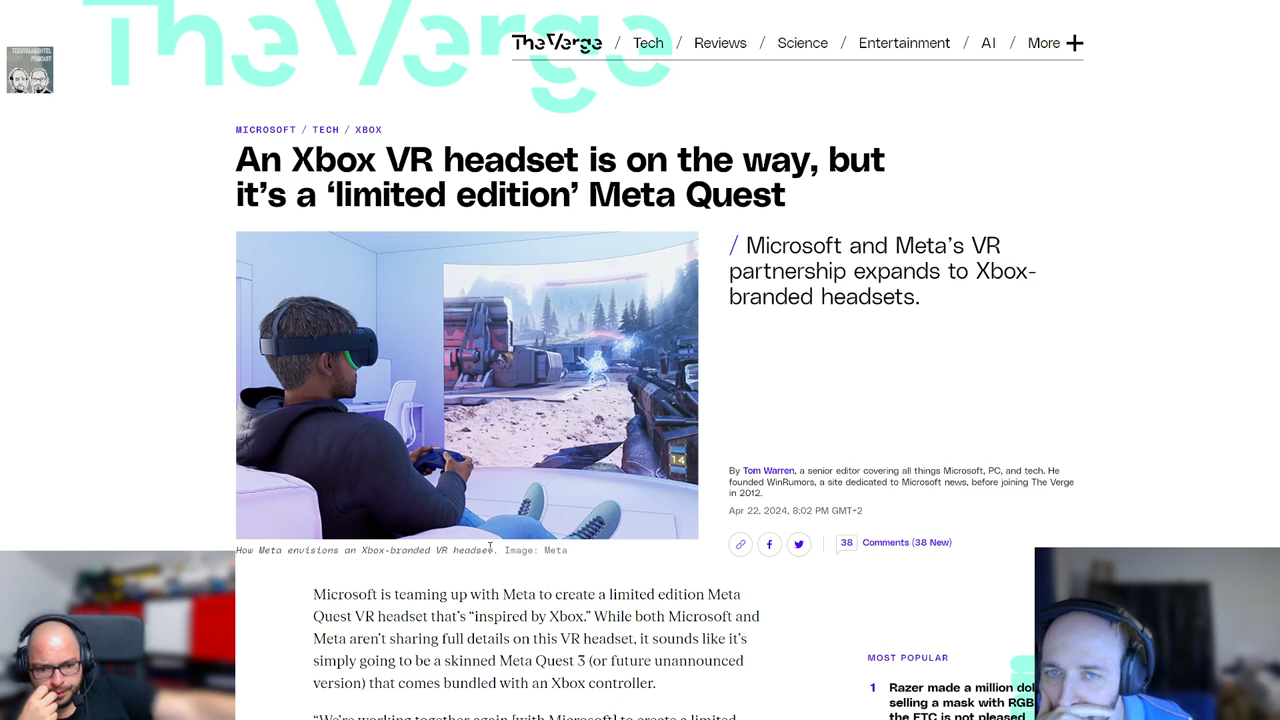 The Verge
TECHTELMECHTEL
PODCAST
The Verge / Tech / Reviews / Science / Entertainment / AI / More +
MICROSOFT / TECH / XBOX
An Xbox VR headset is on the way, but
it's a ‘limited edition’ Meta Quest
/ Microsoft and Meta's VR
partnership expands to Xbox-
branded headsets.
14
By Tom Warren, a senior editor covering all things Microsoft, PC, and tech. He
founded WinRumors, a site dedicated to Microsoft news, before joining The Verge
in 2012.
Apr 22, 2024, 8:02 PM GMT+2
38 Comments (38 New)
How Meta envisions an Xbox-branded VR headset. Image: Meta
Microsoft is teaming up with Meta to create a limited edition Meta
Quest VR headset that's “inspired by Xbox.” While both Microsoft and
Meta aren't sharing full details on this VR headset, it sounds like it's
simply going to be a skinned Meta Quest 3 (or future unannounced
version) that comes bundled with an Xbox controller.
“We're working together again [with Microsoft] to create a limited
MOST POPULAR
1 Razer made a million dol
selling a mask with RGB
the FTC is not pleased